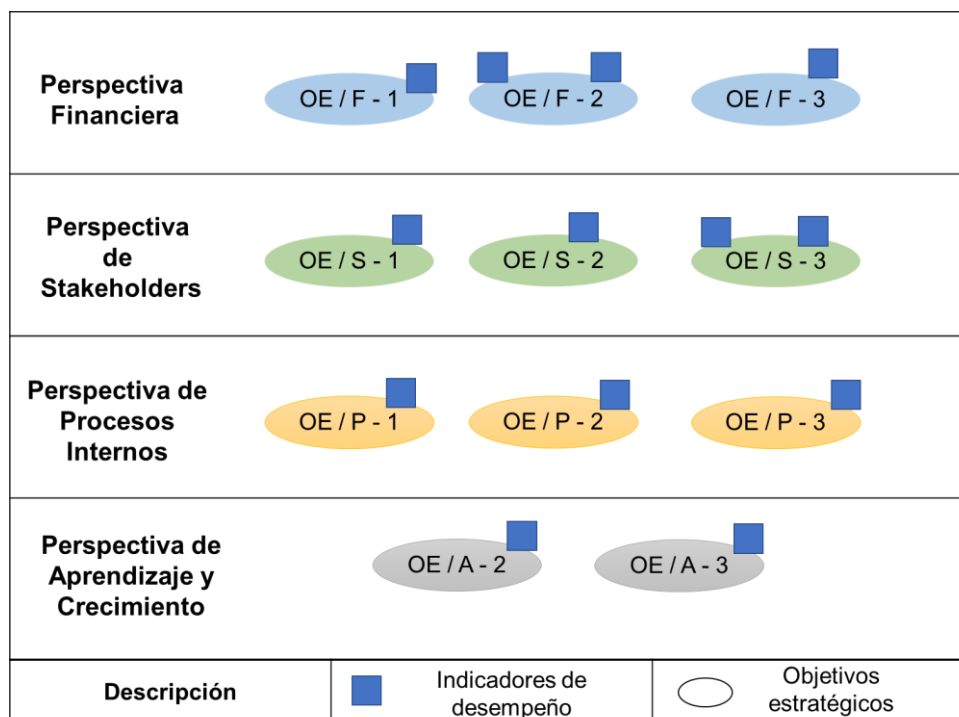 Perspectiva
Financiera
OE / F - 1
OE / F - 2
OE / F - 3
Perspectiva
de
Stakeholders
OE / S - 1
OE / S - 2
OE / S - 3
Perspectiva de
Procesos
Internos
OE / P - 1
OE / P - 2
OE / P - 3
Perspectiva de
Aprendizaje y
Crecimiento
OE / A - 2
OE / A - 3
Descripción
Indicadores de
desempeño
Objetivos
estratégicos